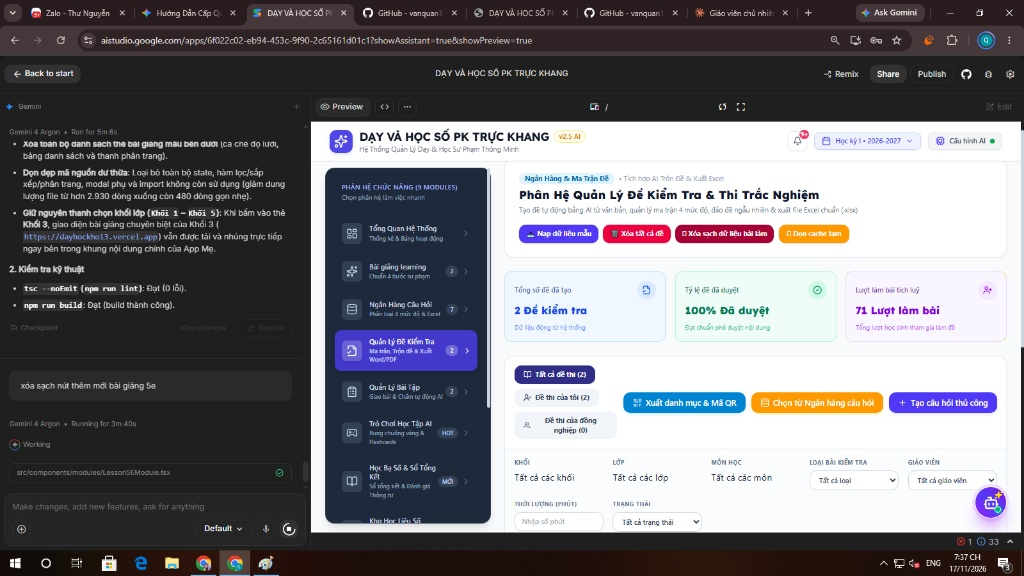 Zalo - Thư Nguyễn
Hướng Dẫn Cấp Q
DẠY VÀ HỌC SỐ P
GitHub - vanquan1
DẠY VÀ HỌC SỐ PI
GitHub - vanquan1
Giáo viên chủ nhiệ
Ask Gemini
aistudio.google.com/apps/6f022c02-eb94-453c-9f90-2c65161d01c1?showAssistant=true&showPreview=true
Back to start
DẠY VÀ HỌC SỐ PK TRỰC KHANG
Remix
Share
Publish
Gemini
Preview
/
Edit
Gemini 4 Argon • Ran for 5m 6s
Xóa toàn bộ danh sách thẻ bài giảng mẫu bên dưới (cả chế độ lưới, bảng danh sách và thanh phân trang).
Dọn dẹp mã nguồn dư thừa: Loại bỏ toàn bộ state, hàm lọc/sắp xếp/phân trang, modal phụ và import không còn sử dụng (giảm dung lượng file từ hơn 2.930 dòng xuống còn 480 dòng gọn nhẹ).
Giữ nguyên thanh chọn khối lớp (Khối 1 – Khối 5): Khi bấm vào thẻ Khối 3, giao diện bài giảng chuyên biệt của Khối 3 ( https://dayhockhoi3.vercel.app) vẫn được tải và nhúng trực tiếp ngay bên trong khung nội dung chính của App Mẹ.
2. Kiểm tra kỹ thuật
tsc --noEmit (npm run lint): Đạt (0 lỗi).
npm run build: Đạt (build thành công).
Checkpoint
View changes
Restore
xóa sạch nút thêm mới bài giảng 5e
Gemini 4 Argon • Running for 3m 40s
Working
src/components/modules/Lesson5EModule.tsx
Make changes, add new features, ask for anything
Default
DẠY VÀ HỌC SỐ PK TRỰC KHANG
v2.5 AI
Hệ Thống Quản Lý Dạy & Học Sư Phạm Thông Minh
9+
Học kỳ I • 2026-2027
Cấu hình AI
PHÂN HỆ CHỨC NĂNG (9 MODULES)
Chọn phân hệ làm việc nhanh
Tổng Quan Hệ Thống
Thống kê & Bảng hoạt động
Bài giảng learning
Chuẩn 4 bước sư phạm
2
Ngân Hàng Câu Hỏi
Phân loại 4 mức độ & Excel
7
Quản Lý Đề Kiểm Tra
Ma trận, Trộn đề & Xuất Word/PDF
2
Quản Lý Bài Tập
Giao bài & Chấm tự động AI
2
Trò Chơi Học Tập AI
Rung chuông vàng & Flashcards
HOT
Học Bạ Số & Sổ Tổng Kết
Sổ tổng kết & Đánh giá Thông tư
MỚI
Kho Học Liệu Số
Ngân Hàng & Ma Trận Đề
• Tích hợp AI Trộn Đề & Xuất Excel
Phân Hệ Quản Lý Đề Kiểm Tra & Thi Trắc Nghiệm
Tạo đề tự động bằng AI từ văn bản, quản lý ma trận 4 mức độ, đảo đề ngẫu nhiên & xuất file Excel chuẩn (.xlsx)
Nạp dữ liệu mẫu
Xóa tất cả đề
Xóa sạch dữ liệu bài làm
Dọn cache tạm
Tổng số đề đã tạo
2 Đề kiểm tra
Dữ liệu động từ hệ thống
Tỷ lệ đề đã duyệt
100% Đã duyệt
Đạt chuẩn phê duyệt nội dung
Lượt làm bài tích luỹ
71 Lượt làm bài
Tổng lượt học sinh tham gia làm đề
Tất cả đề thi (2)
Đề thi của tôi (2)
Đề thi của đồng nghiệp (0)
Xuất danh mục & Mã QR
Chọn từ Ngân hàng câu hỏi
+ Tạo câu hỏi thủ công
KHỐI
LỚP
MÔN HỌC
LOẠI BÀI KIỂM TRA
GIÁO VIÊN
Tất cả các khối
Tất cả các lớp
Tất cả các môn
Tất cả loại
Tất cả giáo viên
THỜI LƯỢNG (PHÚT)
TRẠNG THÁI
Nhập số phút
Tất cả trạng thái
1
33
ENG
7:37 CH
17/11/2026
3